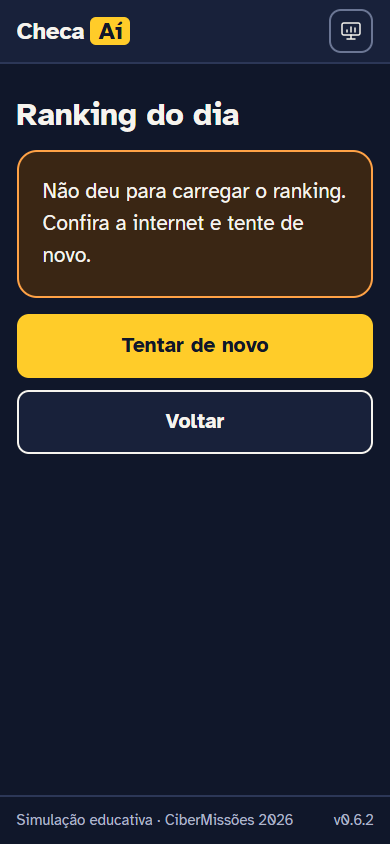 Checa Aí
Ranking do dia
Não deu para carregar o ranking.
Confira a internet e tente de
novo.
Tentar de novo
Voltar
Simulação educativa · CiberMissões 2026 v0.6.2